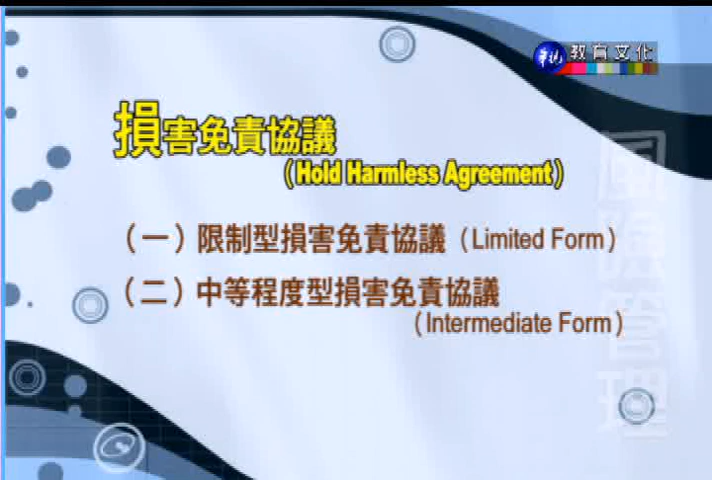 華視 教育文化
損害免責協議
(Hold Harmless Agreement)
(一)限制型損害免責協議(Limited Form)
(二)中等程度型損害免責協議
(Intermediate Form)
風險管理